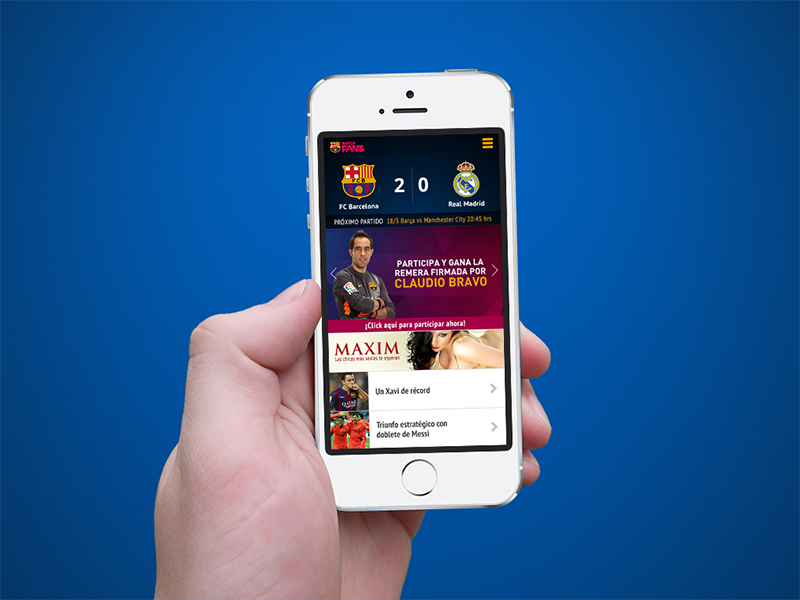 BARÇA
FANS
FCB
2 0
FC Barcelona
Real Madrid
PRÓXIMO PARTIDO 18/3 Barça vs Manchester City 20:45 hrs
PARTICIPA Y GANA LA
REMERA FIRMADA POR
CLAUDIO BRAVO
¡Click aquí para participar ahora!
MAXIM
Las chicas más sexies te esperan
Un Xavi de récord
Triunfo estratégico con
doblete de Messi